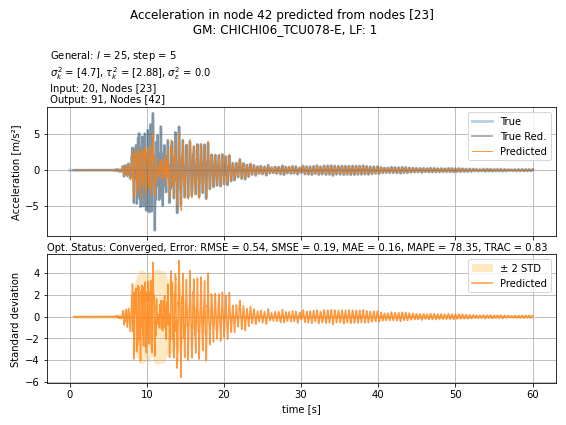 Acceleration in node 42 predicted from nodes [23]
GM: CHICHI06_TCU078-E, LF: 1
General: l = 25, step = 5
σ²ₖ = [4.7], τ²ₖ = [2.88], σ²ε = 0.0
Input: 20, Nodes [23]
Output: 91, Nodes [42]
Acceleration [m/s²]
5
0
−5
True
True Red.
Predicted
Opt. Status: Converged, Error: RMSE = 0.54, SMSE = 0.19, MAE = 0.16, MAPE = 78.35, TRAC = 0.83
Standard deviation
4
2
0
−2
−4
−6
± 2 STD
Predicted
0 10 20 30 40 50 60
time [s]